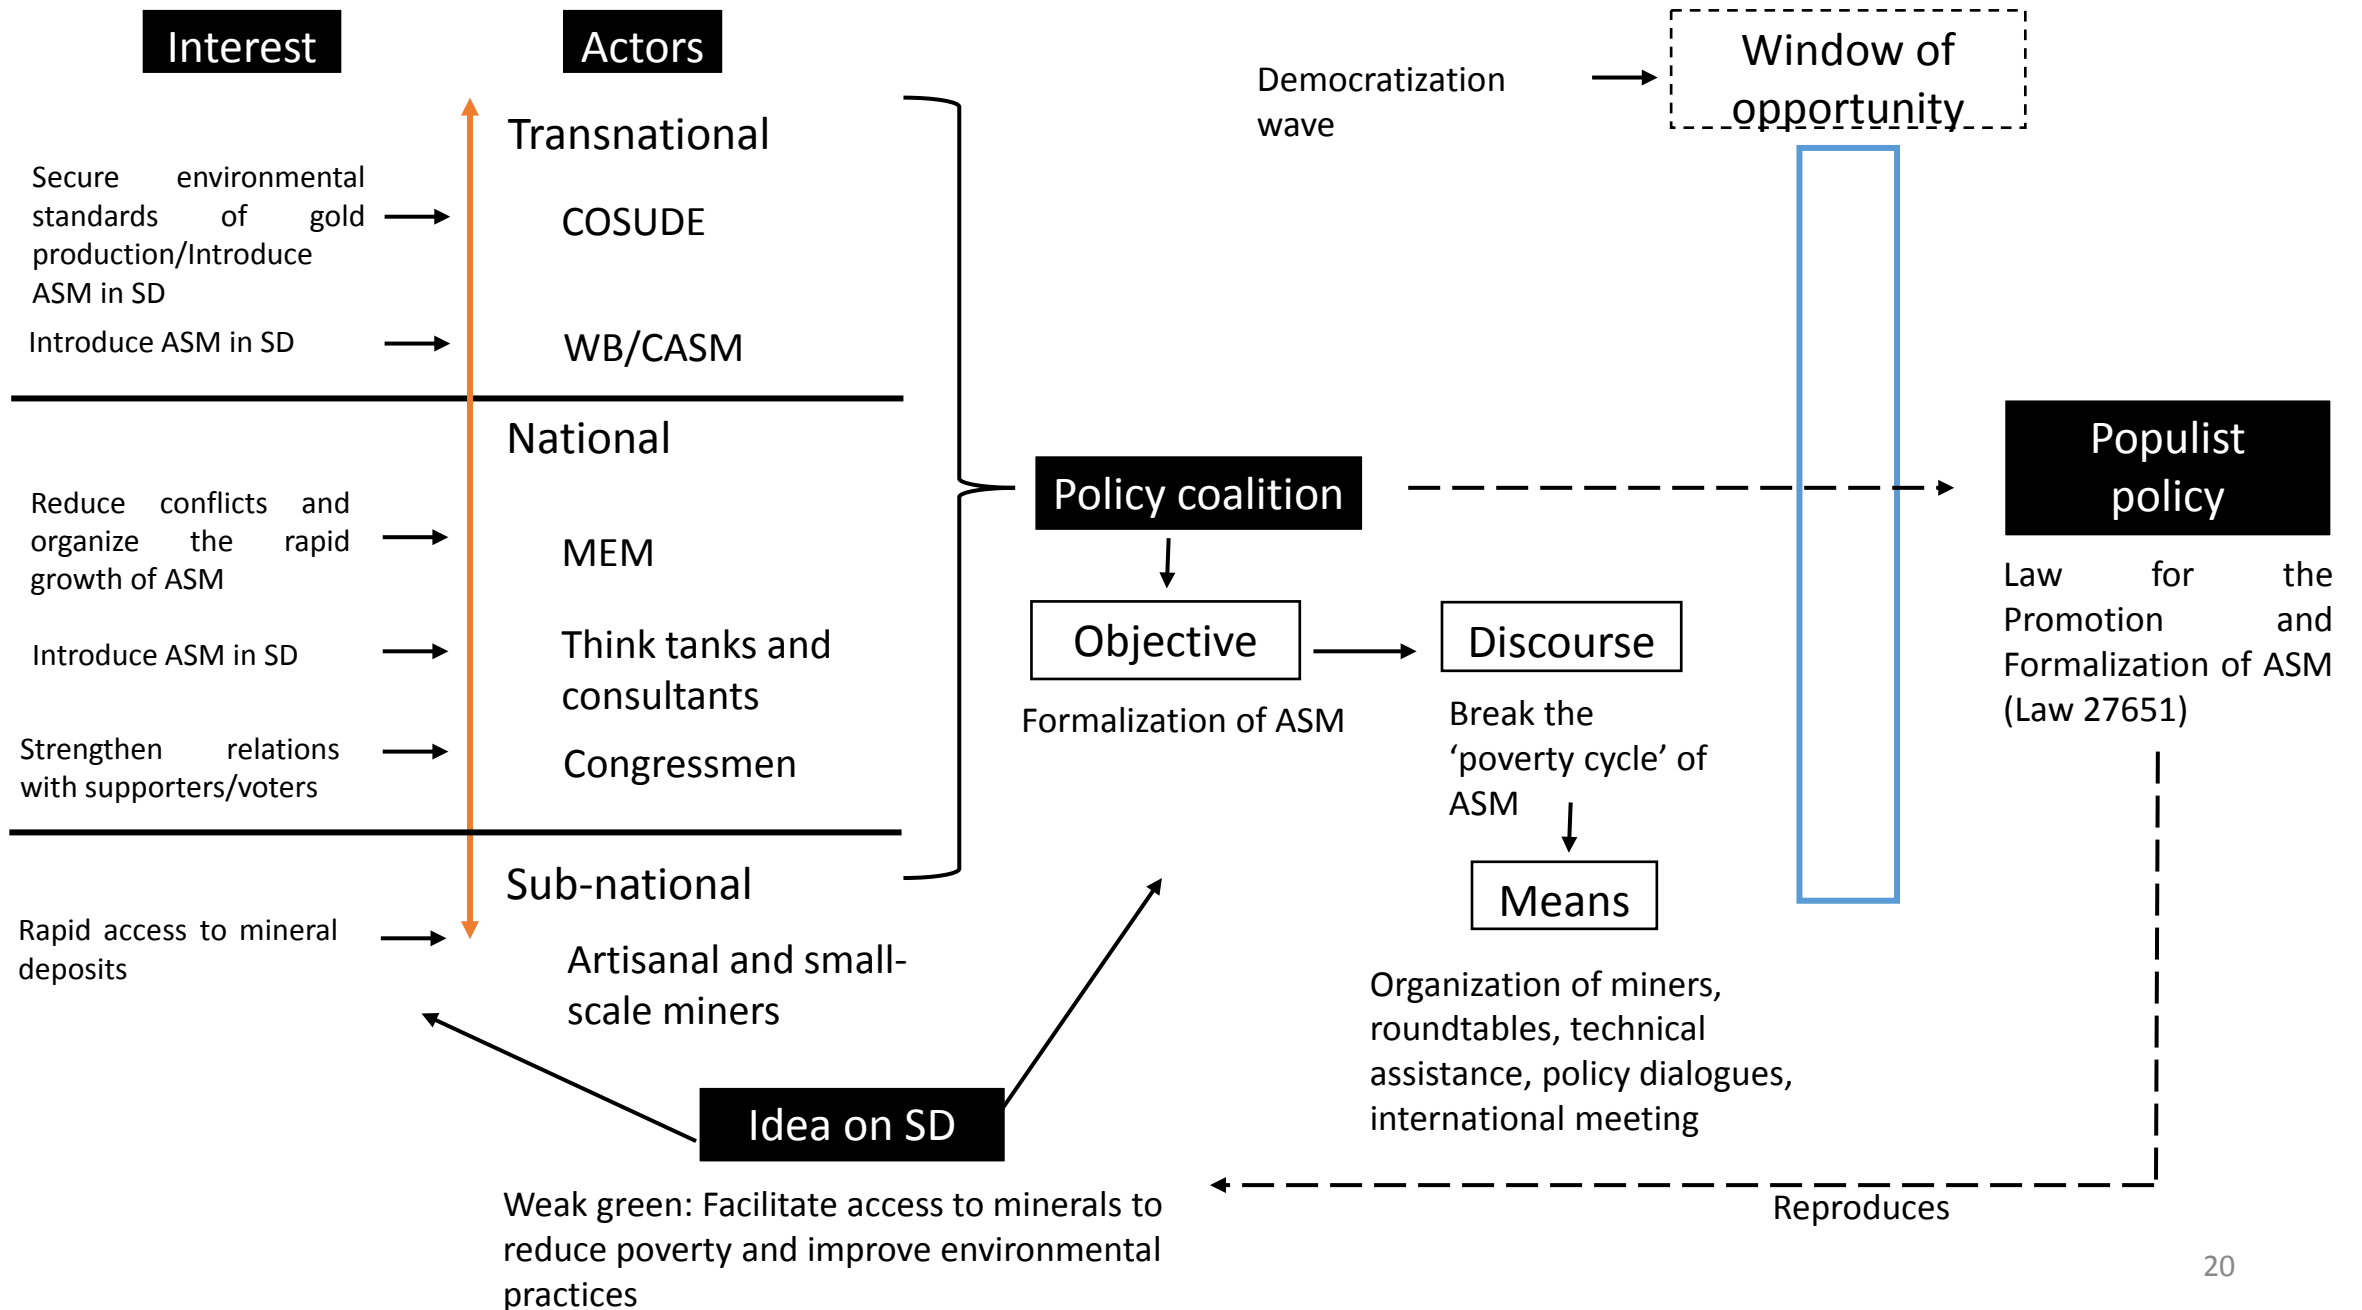 Interest
Actors
Transnational
Secure environmental
standards of gold
production/Introduce
ASM in SD
COSUDE
Introduce ASM in SD
WB/CASM
National
Reduce conflicts and
organize the rapid
growth of ASM
MEM
Introduce ASM in SD
Think tanks and
consultants
Strengthen relations
with supporters/voters
Congressmen
Sub-national
Rapid access to mineral
deposits
Artisanal and small-
scale miners
Idea on SD
Weak green: Facilitate access to minerals to
reduce poverty and improve environmental
practices
Policy coalition
Objective
Formalization of ASM
Discourse
Break the
‘poverty cycle’ of
ASM
Means
Organization of miners,
roundtables, technical
assistance, policy dialogues,
international meeting
Democratization
wave
Window of
opportunity
Populist
policy
Law for the
Promotion and
Formalization of ASM
(Law 27651)
Reproduces
20